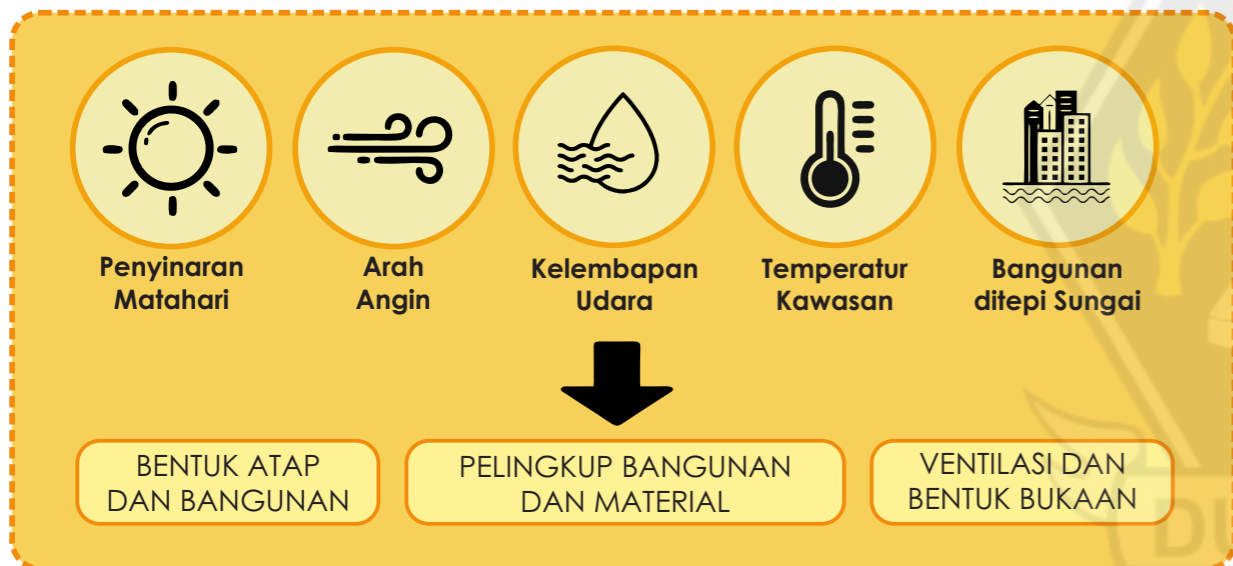 Penyinaran
Matahari
Arah
Angin
Kelembapan
Udara
Temperatur
Kawasan
Bangunan
ditepi Sungai
BENTUK ATAP
DAN BANGUNAN
PELINGKUP BANGUNAN
DAN MATERIAL
VENTILASI DAN
BENTUK BUKAAN
DU